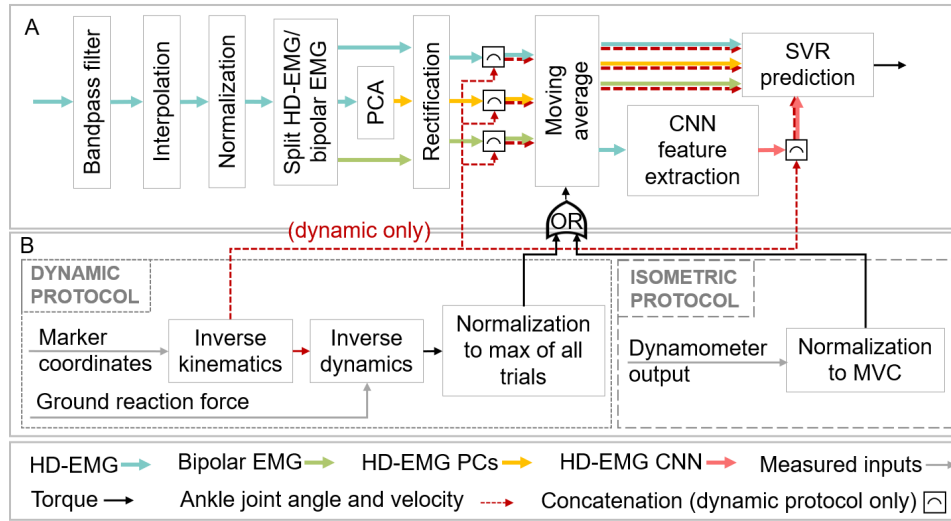 A
Bandpass filter
Interpolation
Normalization
Split HD-EMG/
bipolar EMG
PCA
Rectification
Moving
average
CNN
feature
extraction
SVR
prediction
OR
(dynamic only)
B
DYNAMIC
PROTOCOL
Marker
coordinates
Inverse
kinematics
Inverse
dynamics
Normalization
to max of all
trials
Ground reaction force
ISOMETRIC
PROTOCOL
Dynamometer
output
Normalization
to MVC
HD-EMG
Bipolar EMG
HD-EMG PCs
HD-EMG CNN
Measured inputs
Torque
Ankle joint angle and velocity
Concatenation (dynamic protocol only)